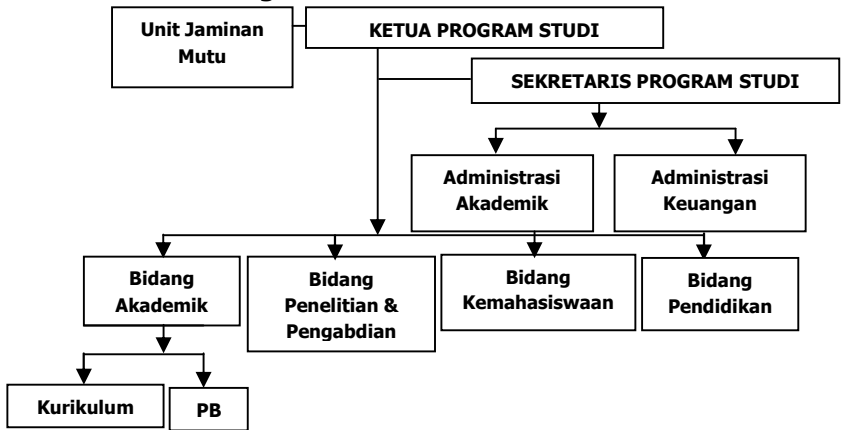 Unit Jaminan
Mutu
KETUA PROGRAM STUDI
SEKRETARIS PROGRAM STUDI
Administrasi
Akademik
Administrasi
Keuangan
Bidang
Akademik
Bidang
Penelitian &
Pengabdian
Bidang
Kemahasiswaan
Bidang
Pendidikan
Kurikulum
PB